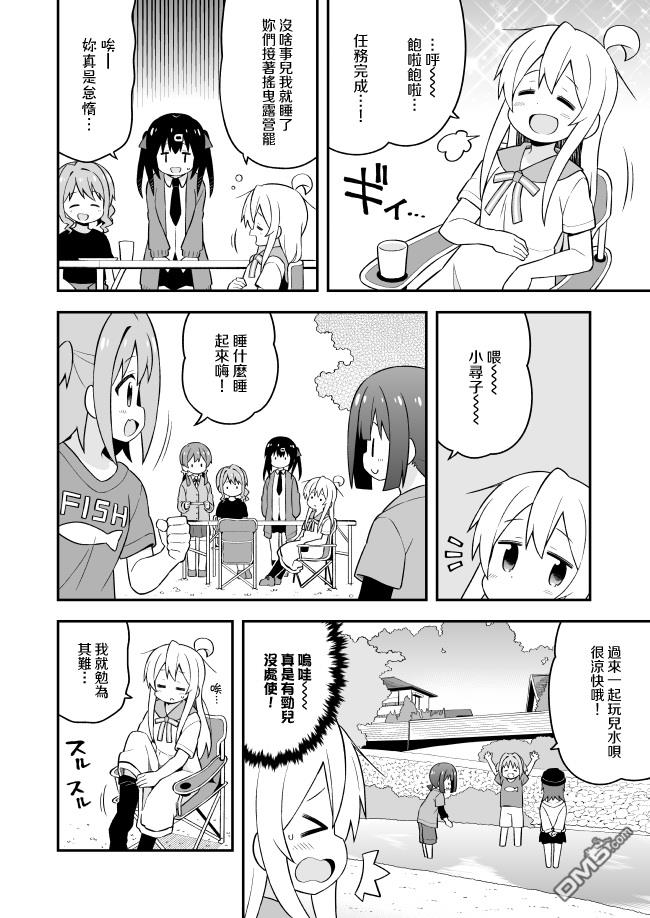 …呼~~~
飽啦飽啦…
任務完成…！
ギィ…
沒啥事兒我就睡了
妳們接著搖曳露營罷
唉—
妳真是怠惰…
喂~~~
小尋子~~~
睡什麼睡
起來嗨！
FISH
過來一起玩兒水唄
很涼快哦！
嗚哇~~~
真是有勁兒
沒處使！
我就勉為
其難…
唉…
スル
スル
DM5.com